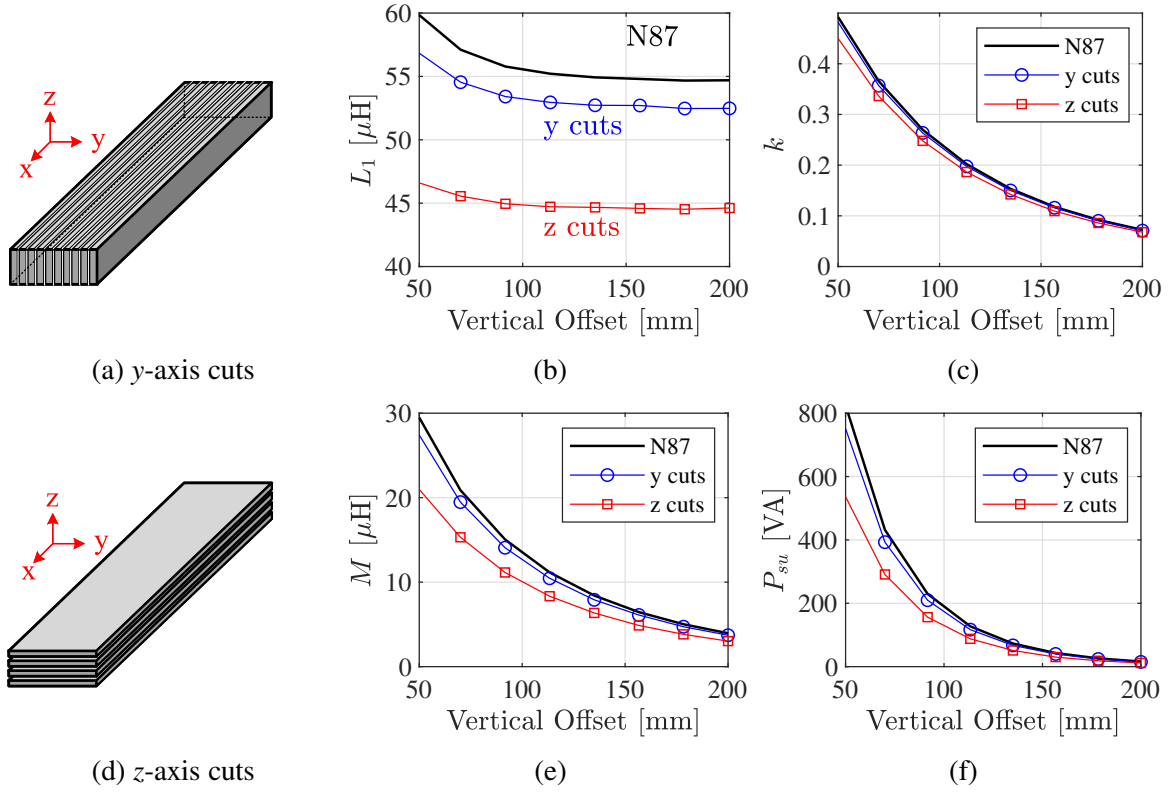 z
y
x
(a) y-axis cuts
60
55
50
45
40
L₁ [μH]
N87
y cuts
z cuts
50 100 150 200
Vertical Offset [mm]
(b)
0.4
0.3
0.2
0.1
0
k
N87
y cuts
z cuts
50 100 150 200
Vertical Offset [mm]
(c)
z
y
x
(d) z-axis cuts
30
20
10
0
M [μH]
N87
y cuts
z cuts
50 100 150 200
Vertical Offset [mm]
(e)
800
600
400
200
0
P_{su} [VA]
N87
y cuts
z cuts
50 100 150 200
Vertical Offset [mm]
(f)